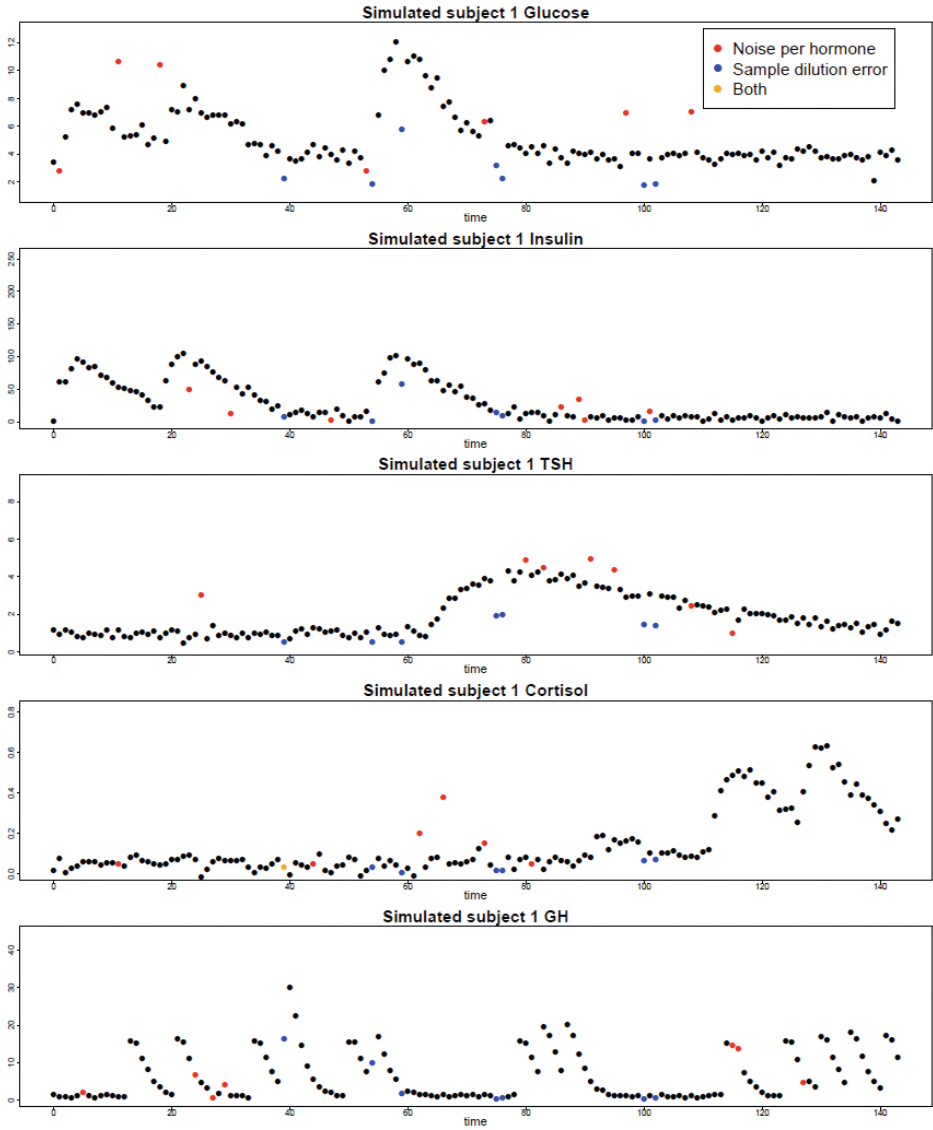 Simulated subject 1 Glucose
Noise per hormone
Sample dilution error
Both
2 4 6 8 10 12
0 20 40 60 80 100 120 140
time
Simulated subject 1 Insulin
0 50 100 150 200 250
0 20 40 60 80 100 120 140
time
Simulated subject 1 TSH
0 2 4 6 8
0 20 40 60 80 100 120 140
time
Simulated subject 1 Cortisol
0.0 0.2 0.4 0.6 0.8
0 20 40 60 80 100 120 140
time
Simulated subject 1 GH
0 10 20 30 40
0 20 40 60 80 100 120 140
time